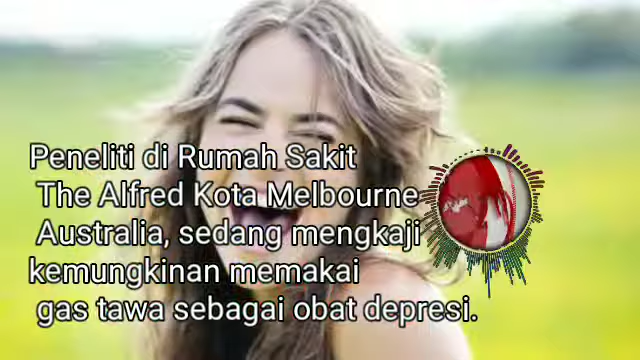 Peneliti di Rumah Sakit
The Alfred Kota Melbourne
Australia, sedang mengkaji
kemungkinan memakai
gas tawa sebagai obat depresi.